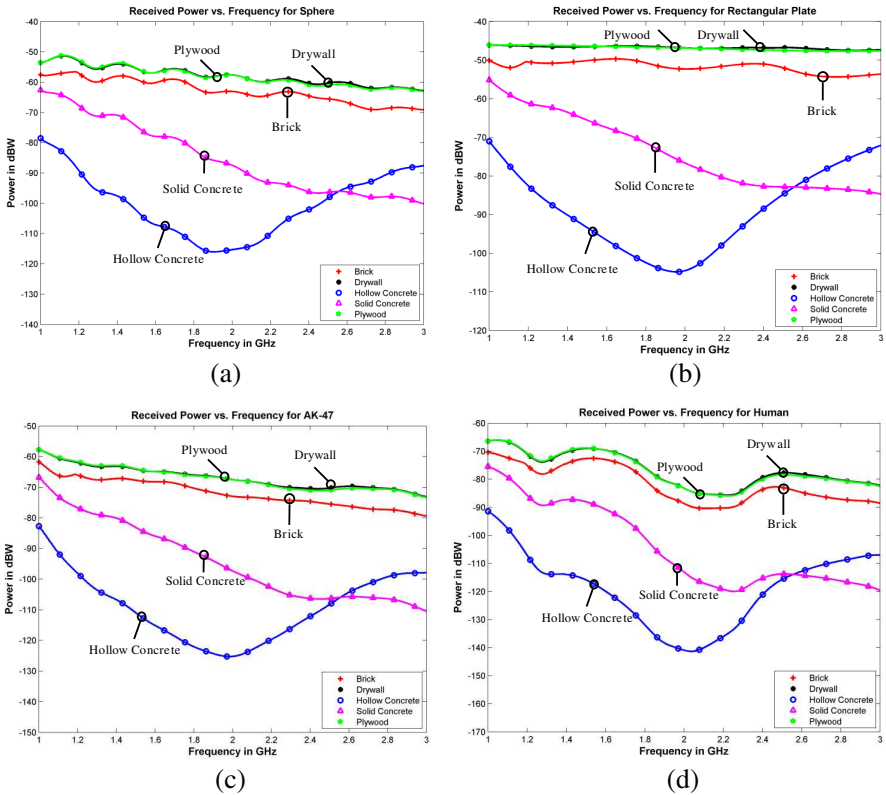 Received Power vs. Frequency for Sphere
-40
-50
-60
-70
-80
-90
-100
-110
-120
-130
-140
Power in dBW
Plywood
Drywall
Brick
Solid Concrete
Hollow Concrete
Brick
Drywall
Hollow Concrete
Solid Concrete
Plywood
1 1.2 1.4 1.6 1.8 2 2.2 2.4 2.6 2.8 3
Frequency in GHz
(a)
Received Power vs. Frequency for Rectangular Plate
-40
-50
-60
-70
-80
-90
-100
-110
-120
Power in dBW
Plywood
Drywall
Brick
Solid Concrete
Hollow Concrete
Brick
Drywall
Hollow Concrete
Solid Concrete
Plywood
1 1.2 1.4 1.6 1.8 2 2.2 2.4 2.6 2.8 3
Frequency in GHz
(b)
Received Power vs. Frequency for AK-47
-50
-60
-70
-80
-90
-100
-110
-120
-130
-140
-150
Power in dBW
Plywood
Drywall
Brick
Solid Concrete
Hollow Concrete
Brick
Drywall
Hollow Concrete
Solid Concrete
Plywood
1 1.2 1.4 1.6 1.8 2 2.2 2.4 2.6 2.8 3
Frequency in GHz
(c)
Received Power vs. Frequency for Human
-60
-70
-80
-90
-100
-110
-120
-130
-140
-150
-160
-170
Power in dBW
Drywall
Plywood
Brick
Solid Concrete
Hollow Concrete
Brick
Drywall
Hollow Concrete
Solid Concrete
Plywood
1 1.2 1.4 1.6 1.8 2 2.2 2.4 2.6 2.8 3
Frequency in GHz
(d)